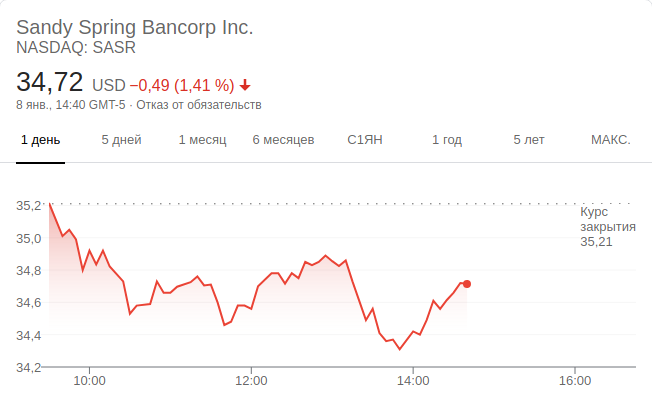 Sandy Spring Bancorp Inc.
NASDAQ: SASR
34,72 USD −0,49 (1,41 %)
8 янв., 14:40 GMT-5 · Отказ от обязательств
1 день 5 дней 1 месяц 6 месяцев С1ЯН 1 год 5 лет МАКС.
35,2
Курс
закрытия
35,21
35,0
34,8
34,6
34,4
34,2
10:00 12:00 14:00 16:00